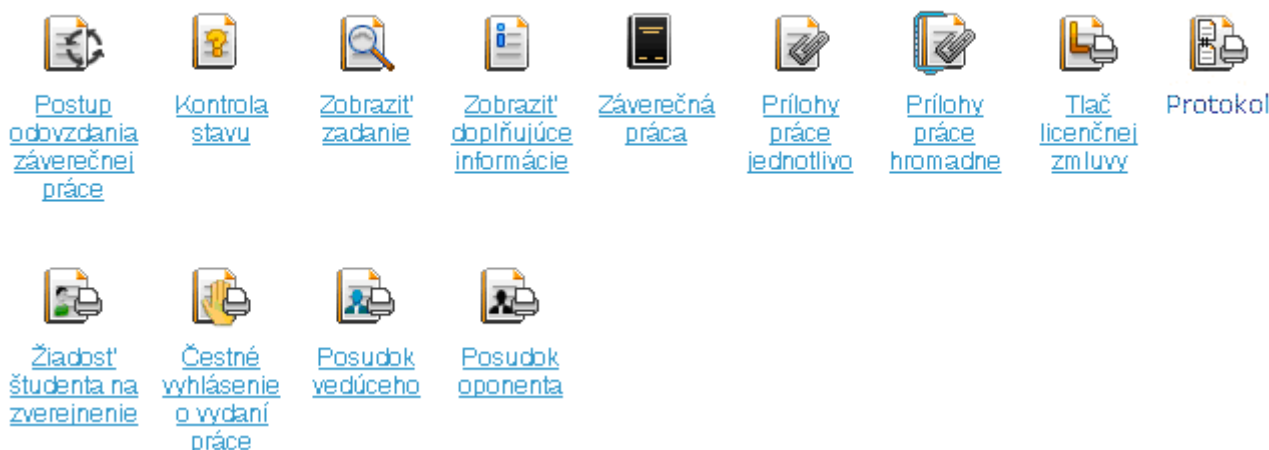 Postup
odovzdania
záverečnej
práce
Kontrola
stavu
Zobraziť
zadanie
Zobraziť
doplňujúce
informácie
Záverečná
práca
Prílohy
práce
jednotlivo
Prílohy
práce
hromadne
Tlač
licenčnej
zmluvy
Protokol
Žiadosť
študenta na
zverejnenie
Čestné
vyhlásenie
o vydaní
práce
Posudok
vedúceho
Posudok
oponenta